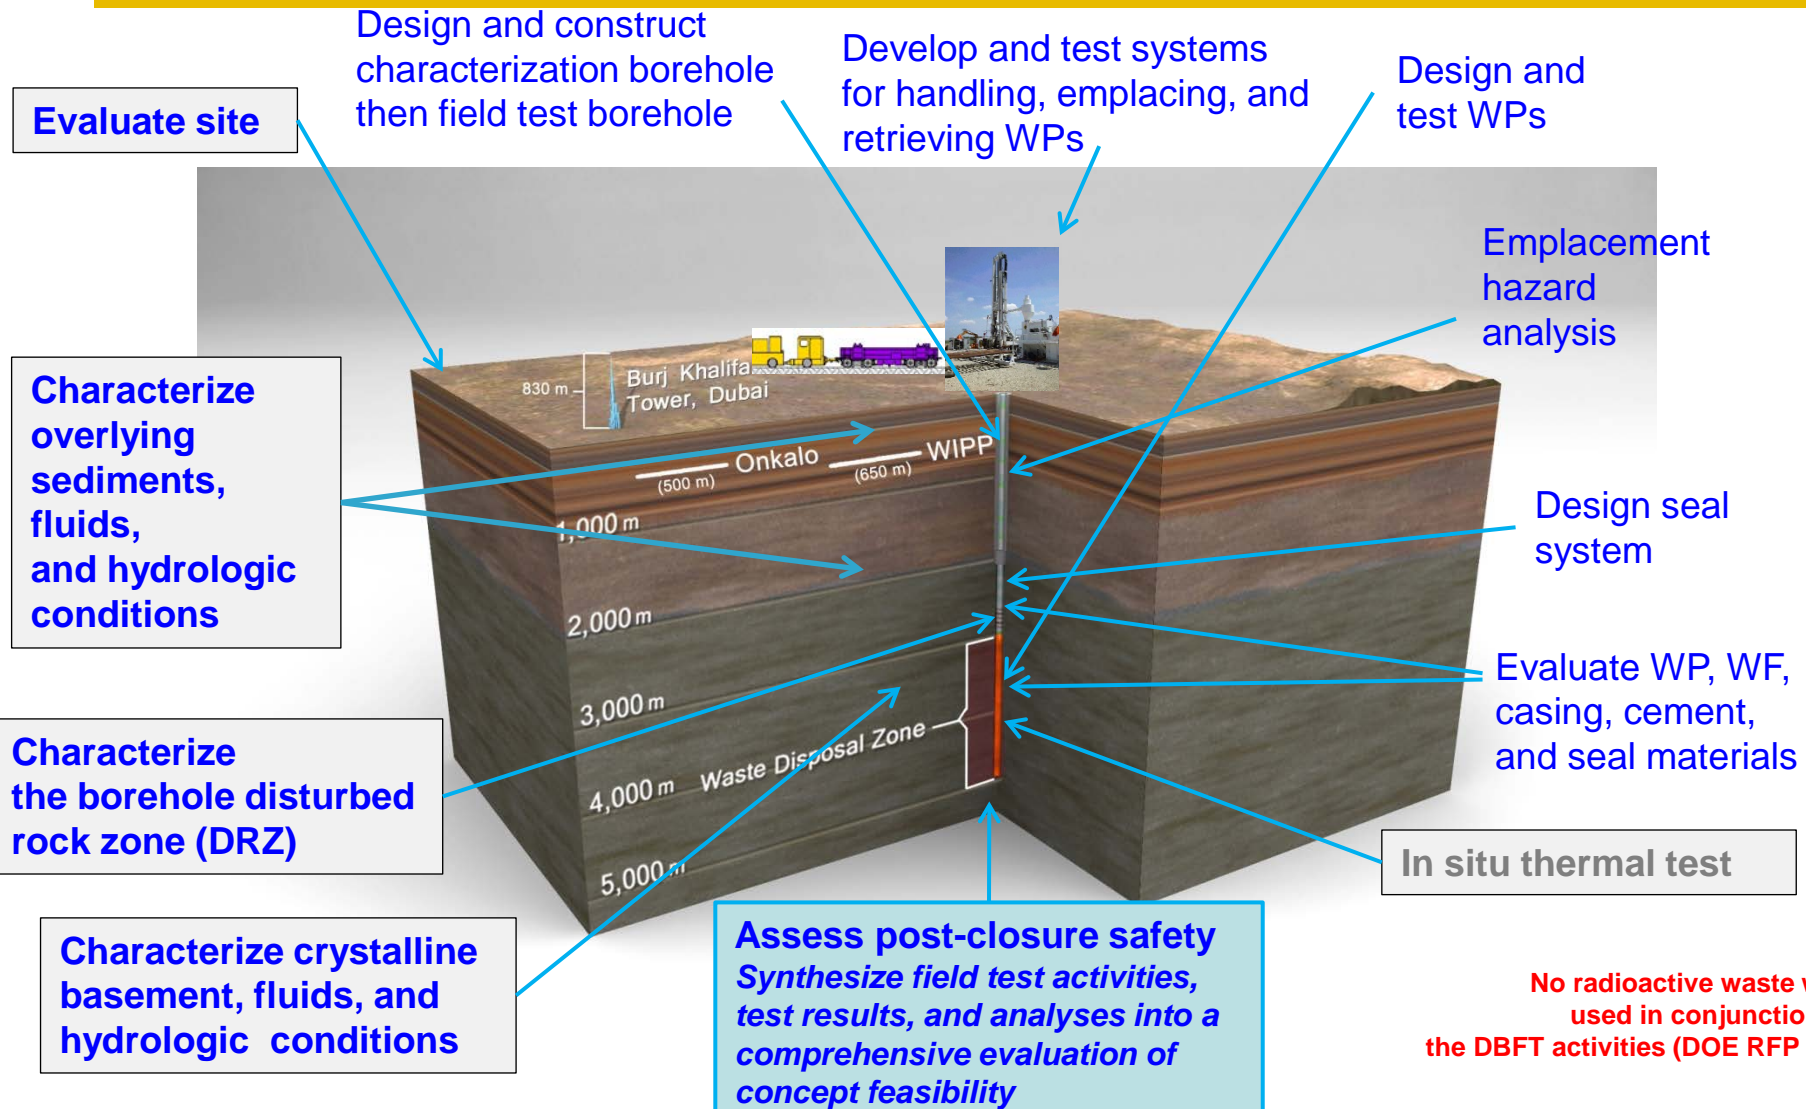 Design and construct
characterization borehole
then field test borehole
Develop and test systems
for handling, emplacing, and
retrieving WPs
Design and
test WPs
Evaluate site
Emplacement
hazard
analysis
Characterize
overlying
sediments,
fluids,
and hydrologic
conditions
830 m
Burj Khalifa
Tower, Dubai
Onkalo
(500 m)
WIPP
(650 m)
1,000 m
2,000 m
3,000 m
4,000 m
5,000 m
Waste Disposal Zone
Design seal
system
Evaluate WP, WF,
casing, cement,
and seal materials
Characterize
the borehole disturbed
rock zone (DRZ)
In situ thermal test
Characterize crystalline
basement, fluids, and
hydrologic conditions
Assess post-closure safety
Synthesize field test activities,
test results, and analyses into a
comprehensive evaluation of
concept feasibility
No radioactive waste
used in
the DBFT activities (DOE RFP